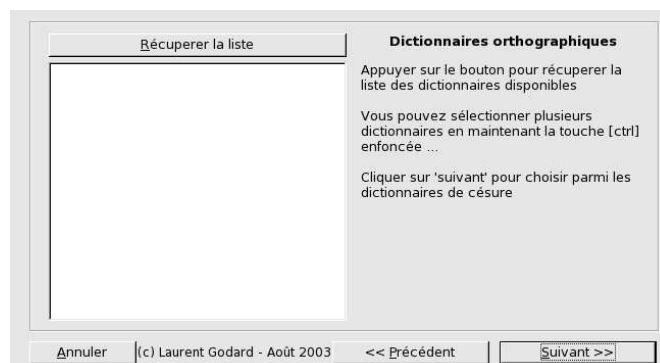 Récuperer la liste
Dictionnaires orthographiques
Appuyer sur le bouton pour récuperer la
liste des dictionnaires disponibles
Vous pouvez sélectionner plusieurs
dictionnaires en maintenant la touche [ctrl]
enfoncée ...
Cliquer sur 'suivant' pour choisir parmi les
dictionnaires de césure
Annuler
(c) Laurent Godard - Août 2003
<< Précédent
Suivant >>